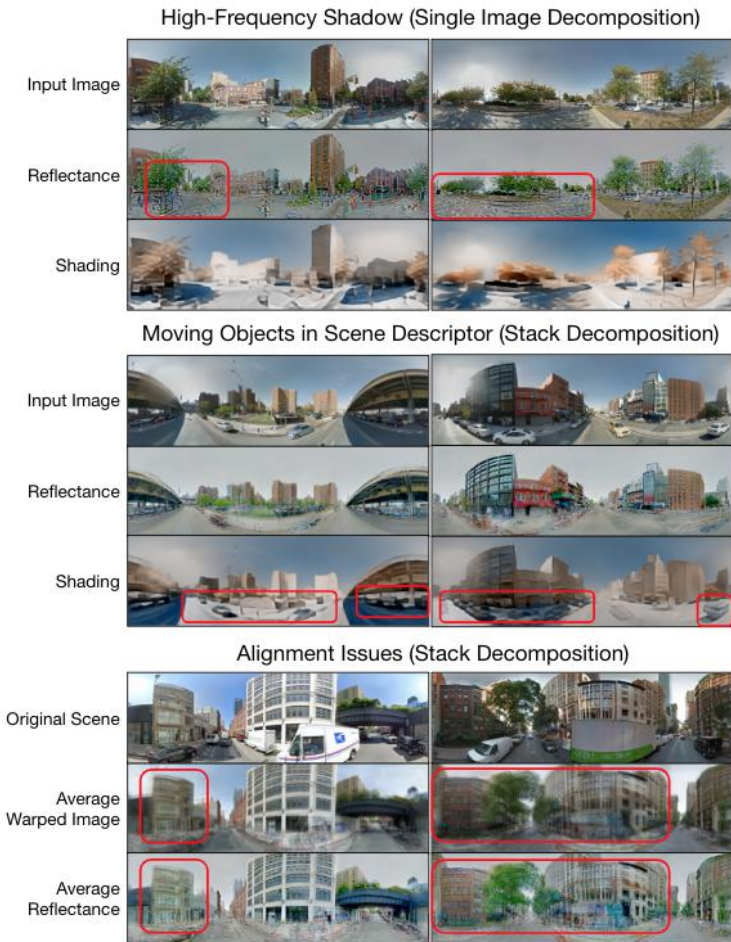 High-Frequency Shadow (Single Image Decomposition)
Input Image
Reflectance
Shading
Moving Objects in Scene Descriptor (Stack Decomposition)
Input Image
Reflectance
Shading
Alignment Issues (Stack Decomposition)
Original Scene
Average
Warped Image
Average
Reflectance